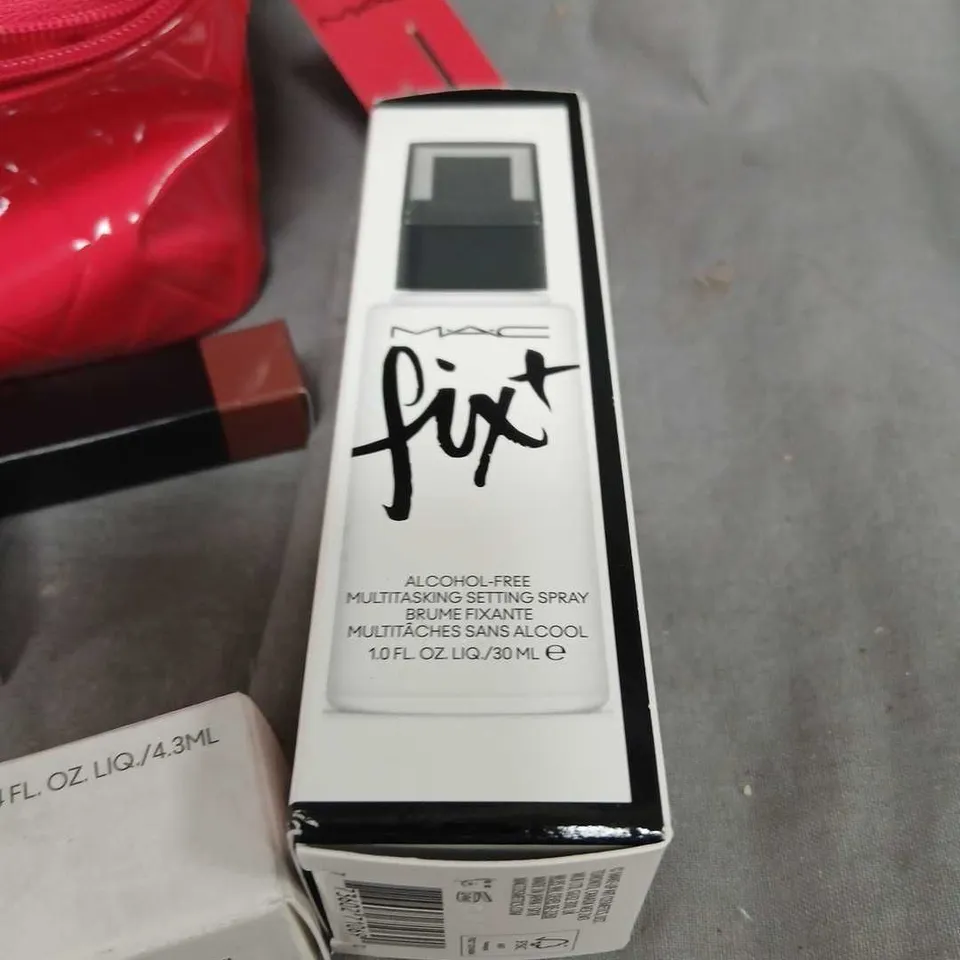 M·A·C
M·A·C
fix+
ALCOHOL-FREE
MULTITASKING SETTING SPRAY
BRUME FIXANTE
MULTITÂCHES SANS ALCOOL
1.0 FL. OZ. LIQ./30 ML ℮
FL. OZ. LIQ./4.3ML